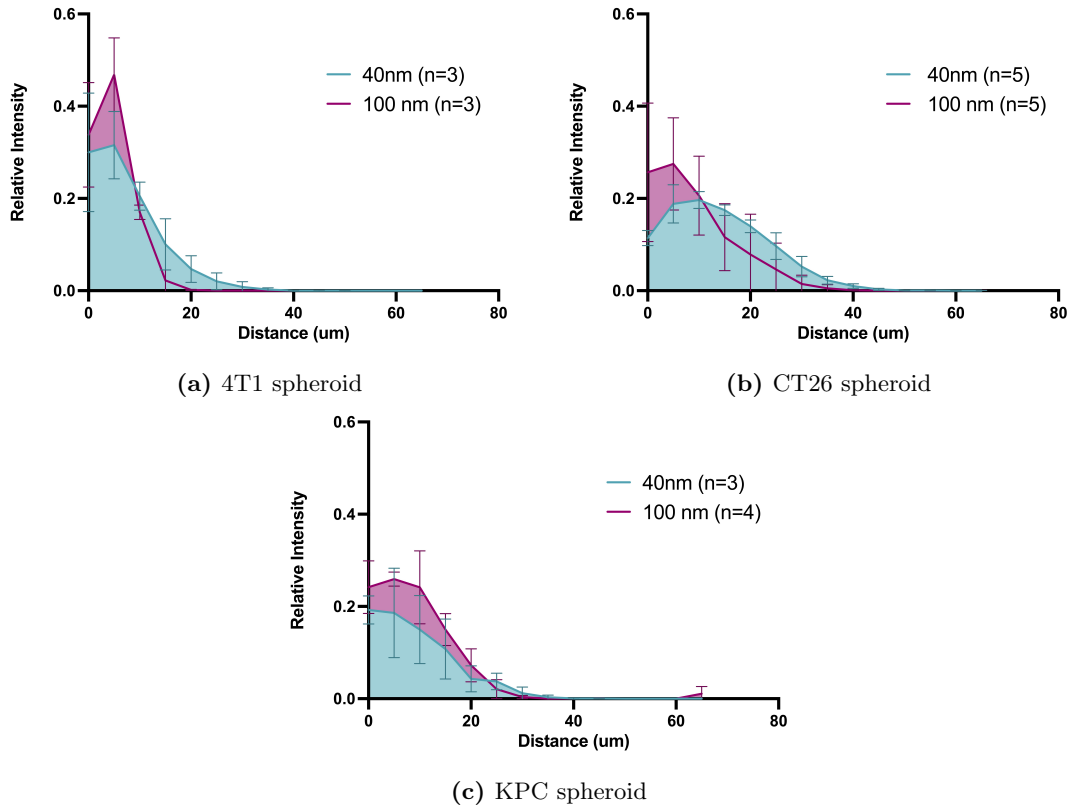 0.6
0.4
0.2
0.0
Relative Intensity
40nm (n=3)
100 nm (n=3)
0 20 40 60 80
Distance (um)
(a) 4T1 spheroid
0.6
0.4
0.2
0.0
Relative Intensity
40nm (n=5)
100 nm (n=5)
0 20 40 60 80
Distance (um)
(b) CT26 spheroid
0.6
0.4
0.2
0.0
Relative Intensity
40nm (n=3)
100 nm (n=4)
0 20 40 60 80
Distance (um)
(c) KPC spheroid